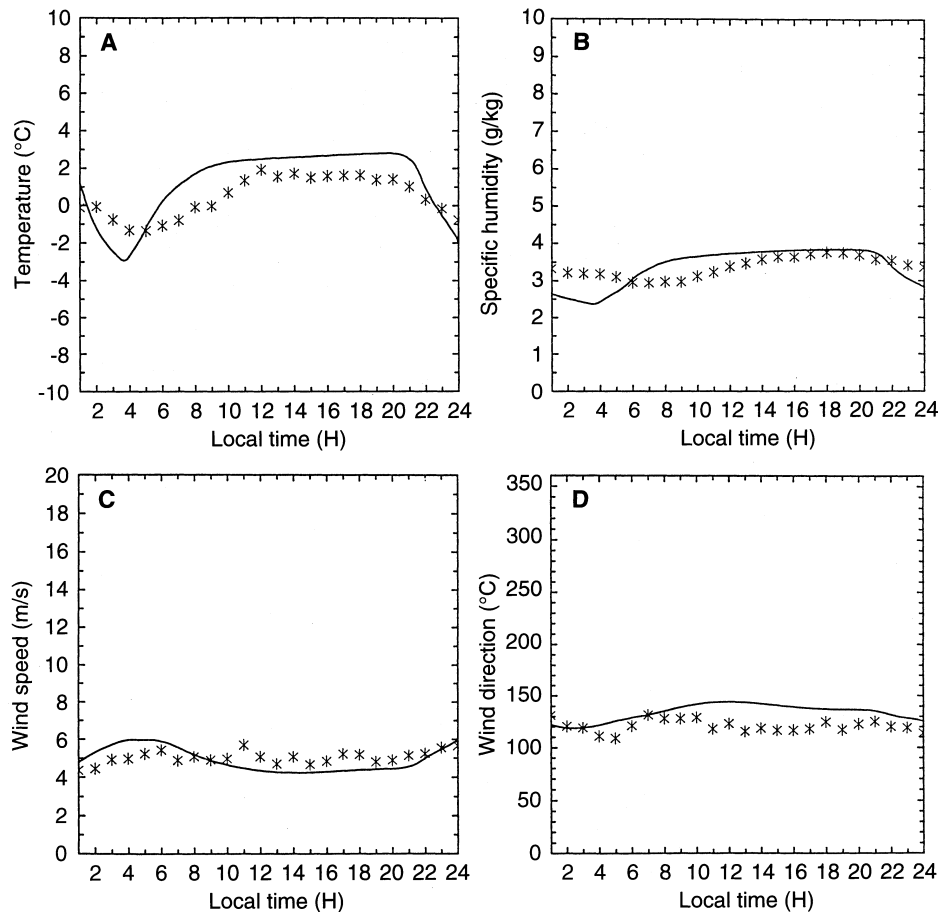 A
Temperature (°C)
10
8
6
4
2
0
-2
-4
-6
-8
-10
2 4 6 8 10 12 14 16 18 20 22 24
Local time (H)
B
Specific humidity (g/kg)
10
9
8
7
6
5
4
3
2
1
0
2 4 6 8 10 12 14 16 18 20 22 24
Local time (H)
C
Wind speed (m/s)
20
18
16
14
12
10
8
6
4
2
0
2 4 6 8 10 12 14 16 18 20 22 24
Local time (H)
D
Wind direction (°C)
350
300
250
200
150
100
50
0
2 4 6 8 10 12 14 16 18 20 22 24
Local time (H)